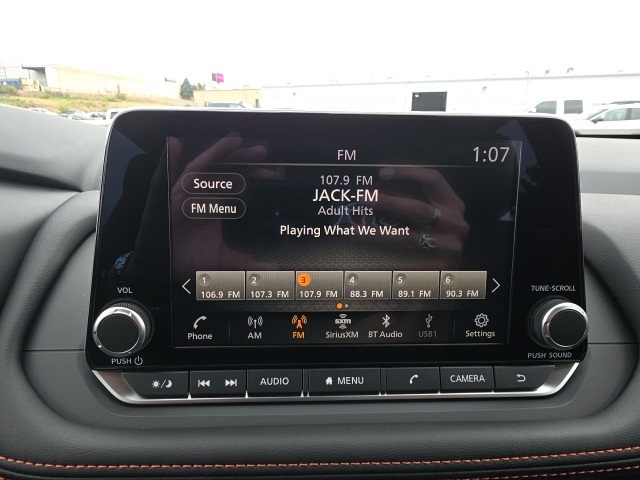 FM
1:07
Source
107.9 FM
JACK-FM
FM Menu
Adult Hits
Playing What We Want
1 2 3 4 5 6
106.9 FM 107.3 FM 107.9 FM 88.3 FM 89.1 FM 90.3 FM
VOL
TUNE·SCROLL
Phone AM FM sxm SiriusXM BT Audio USB1 Settings
PUSH
PUSH SOUND
AUDIO MENU CAMERA